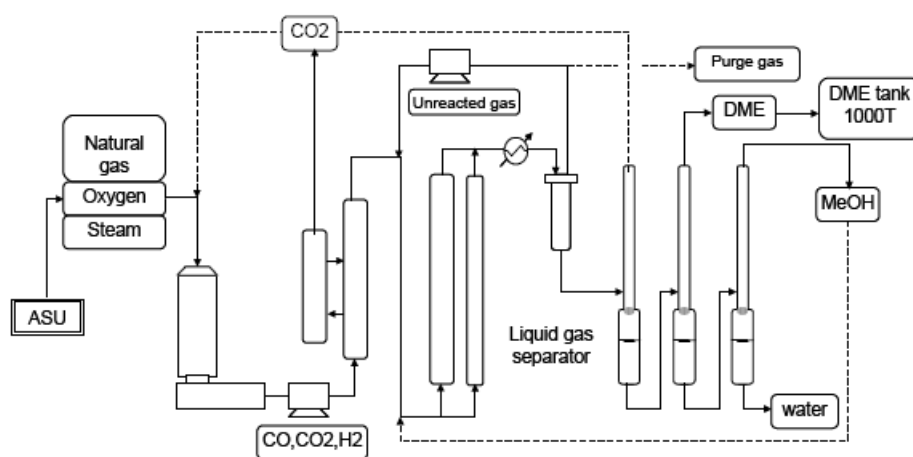 CO2
Purge gas
Unreacted gas
DME
DME tank
1000T
Natural
gas
Oxygen
Steam
MeOH
ASU
Liquid gas
separator
water
CO,CO2,H2